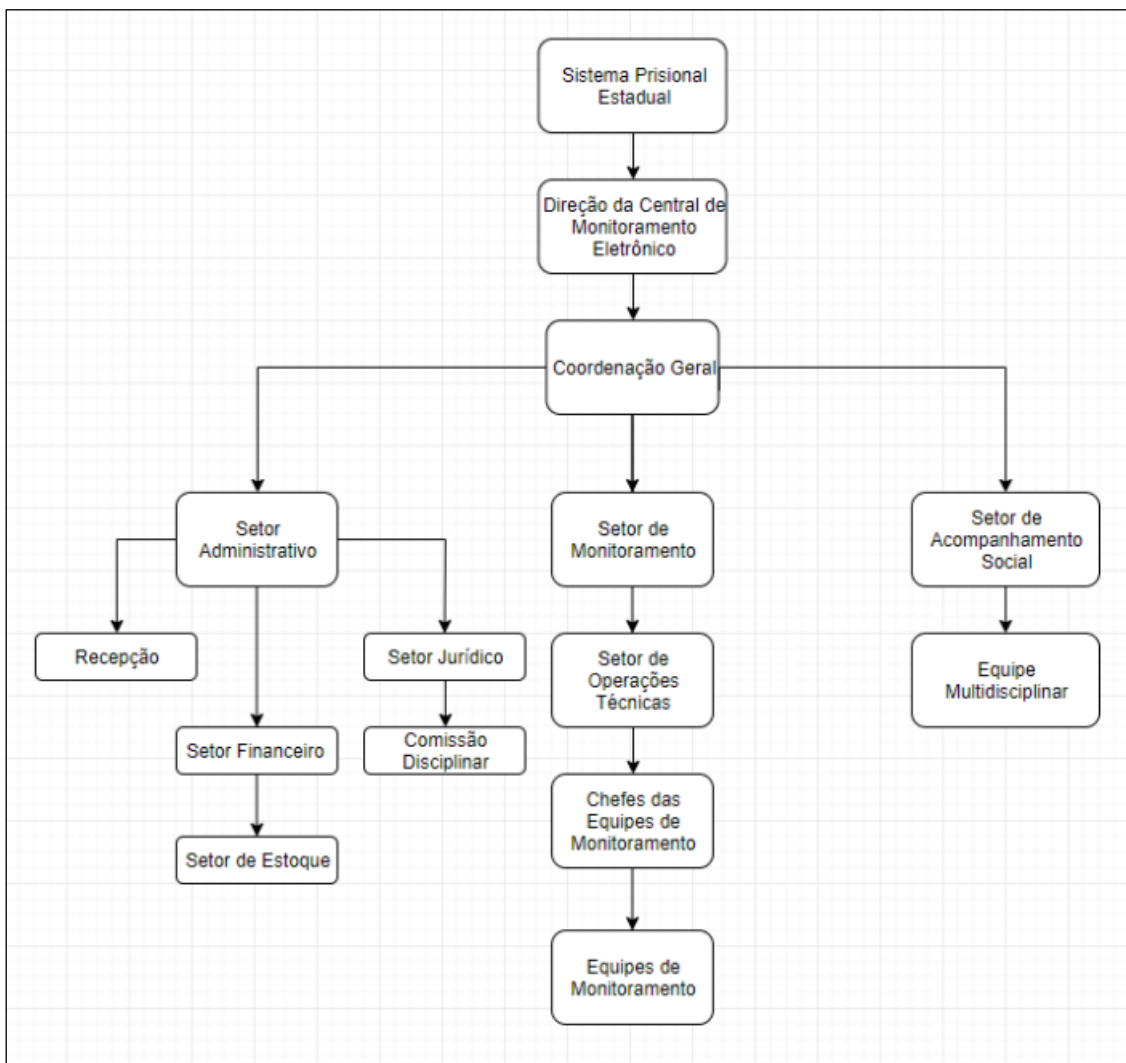 Sistema Prisional
Estadual
Direção da Central de
Monitoramento
Eletrônico
Coordenação Geral
Setor
Administrativo
Setor de
Monitoramento
Setor de
Acompanhamento
Social
Recepção
Setor Jurídico
Setor de
Operações
Técnicas
Equipe
Multidisciplinar
Setor Financeiro
Comissão
Disciplinar
Chefes das
Equipes de
Monitoramento
Setor de Estoque
Equipes de
Monitoramento